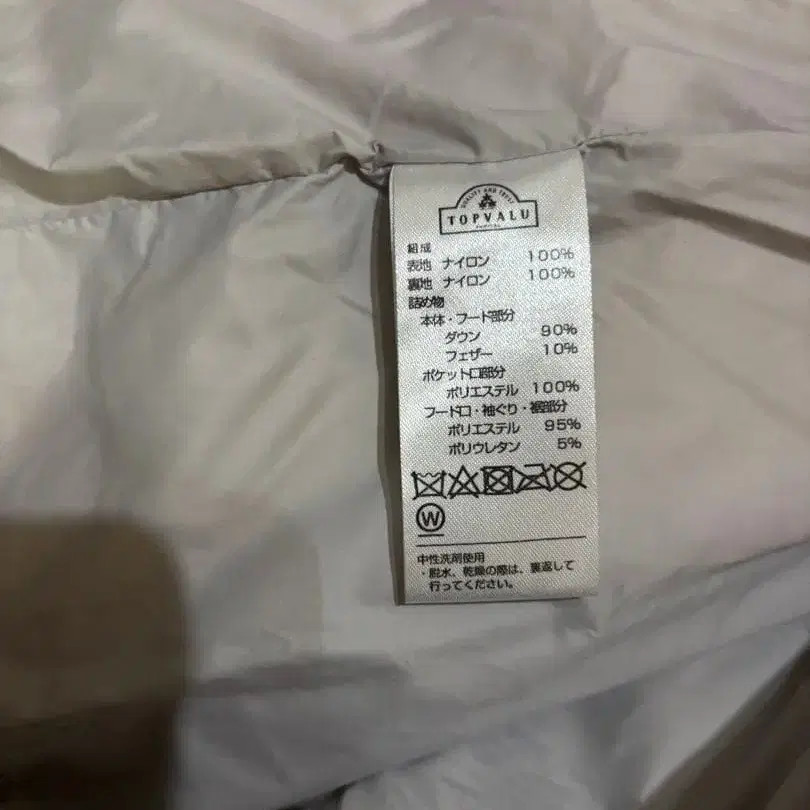 QUALITY AND TRUST
TOPVALU
組成
表地 ナイロン 100%
裏地 ナイロン 100%
詰め物
本体・フード部分
ダウン 90%
フェザー 10%
ポケット口部分
ポリエステル 100%
フード口・袖ぐり・裾部分
ポリエステル 95%
ポリウレタン 5%
W
中性洗剤使用
・脱水、乾燥の際は、裏返して
行ってください。